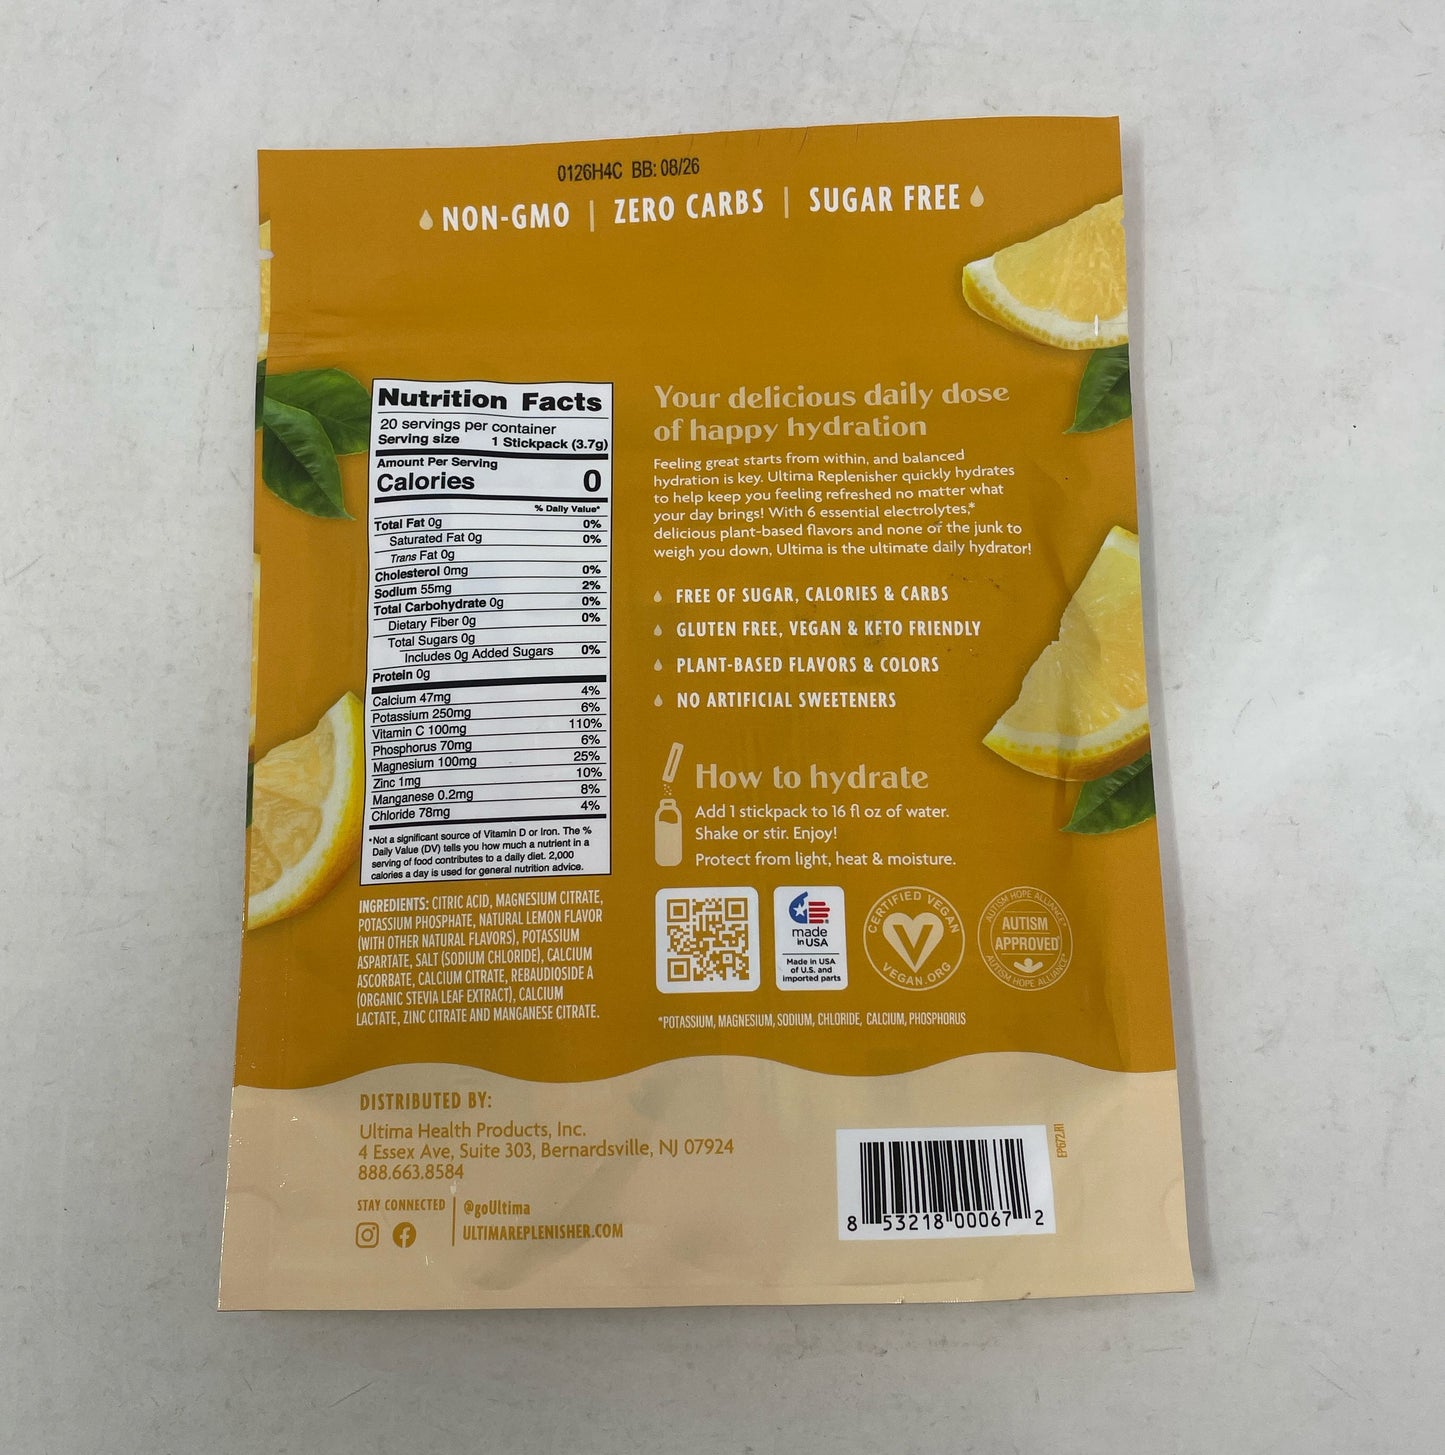 0126H4C BB: 08/26
NON-GMO | ZERO CARBS | SUGAR FREE
Nutrition Facts
20 servings per container
Serving size 1 Stickpack (3.7g)
Amount Per Serving
Calories 0
% Daily Value*
Total Fat 0g 0%
Saturated Fat 0g 0%
Trans Fat 0g
Cholesterol 0mg 0%
Sodium 55mg 2%
Total Carbohydrate 0g 0%
Dietary Fiber 0g 0%
Total Sugars 0g
Includes 0g Added Sugars 0%
Protein 0g
Calcium 47mg 4%
Potassium 250mg 6%
Vitamin C 100mg 110%
Phosphorus 70mg 6%
Magnesium 100mg 25%
Zinc 1mg 10%
Manganese 0.2mg 8%
Chloride 78mg 4%
*Not a significant source of Vitamin D or Iron. The %
Daily Value (DV) tells you how much a nutrient in a
serving of food contributes to a daily diet. 2,000
calories a day is used for general nutrition advice.
INGREDIENTS: CITRIC ACID, MAGNESIUM CITRATE,
POTASSIUM PHOSPHATE, NATURAL LEMON FLAVOR
(WITH OTHER NATURAL FLAVORS), POTASSIUM
ASPARTATE, SALT (SODIUM CHLORIDE), CALCIUM
ASCORBATE, CALCIUM CITRATE, REBAUDIOSIDE A
(ORGANIC STEVIA LEAF EXTRACT), CALCIUM
LACTATE, ZINC CITRATE AND MANGANESE CITRATE.
Your delicious daily dose
of happy hydration
Feeling great starts from within, and balanced
hydration is key. Ultima Replenisher quickly hydrates
to help keep you feeling refreshed no matter what
your day brings! With 6 essential electrolytes,*
delicious plant-based flavors and none of the junk to
weigh you down, Ultima is the ultimate daily hydrator!
FREE OF SUGAR, CALORIES & CARBS
GLUTEN FREE, VEGAN & KETO FRIENDLY
PLANT-BASED FLAVORS & COLORS
NO ARTIFICIAL SWEETENERS
How to hydrate
Add 1 stickpack to 16 fl oz of water.
Shake or stir. Enjoy!
Protect from light, heat & moisture.
made
in USA
Made in USA
of U.S. and
imported parts
CERTIFIED VEGAN
VEGAN.ORG
AUTISM HOPE ALLIANCE
AUTISM
APPROVED
AUTISM HOPE ALLIANCE
*POTASSIUM, MAGNESIUM, SODIUM, CHLORIDE, CALCIUM, PHOSPHORUS
DISTRIBUTED BY:
Ultima Health Products, Inc.
4 Essex Ave, Suite 303, Bernardsville, NJ 07924
888.663.8584
STAY CONNECTED
@goUltima
ULTIMAREPLENISHER.COM
8 53218 00067 2
EP672.R1